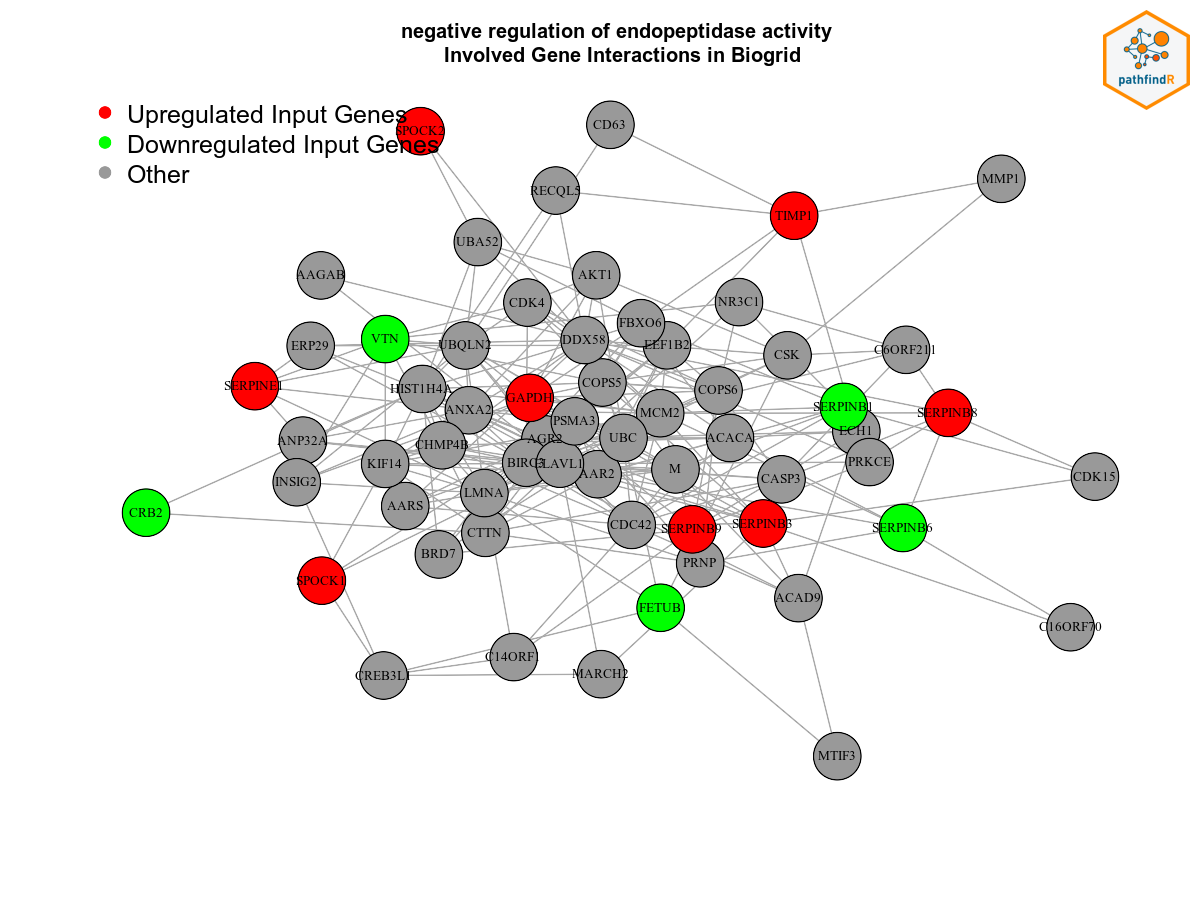 negative regulation of endopeptidase activity
Involved Gene Interactions in Biogrid
pathfindR
Upregulated Input Genes
Downregulated Input Genes
Other
SPOCK2
CD63
RECQL5
MMP1
TIMP1
UBA52
AAGAB
AKT1
CDK4
NR3C1
FBXO6
VTN
ERP29
UBQLN2
DDX58
EEF1B2
CSK
C6ORF211
SERPINE1
HIST1H4A
GAPDH
COPS5
COPS6
ANXA2
PSMA3
MCM2
SERPINB1
SERPINB8
ANP32A
CHMP4B
AGR2
UBC
ACACA
ECH1
KIF14
BIRC3
ELAVL1
AAR2
M
PRKCE
INSIG2
LMNA
CASP3
CDK15
CRB2
AARS
CTTN
CDC42
SERPINB9
SERPINB3
SERPINB6
BRD7
PRNP
SPOCK1
FETUB
ACAD9
C16ORF70
C14ORF1
CREB3L1
MARCH2
MTIF3